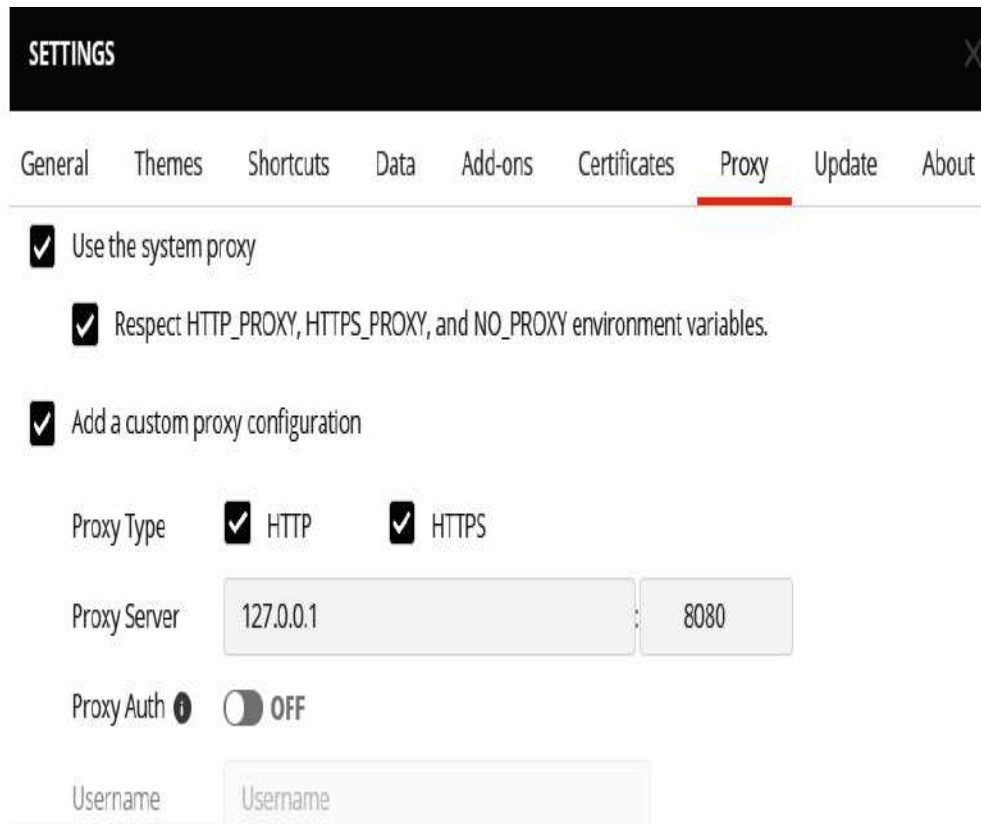 SETTINGS X
General Themes Shortcuts Data Add-ons Certificates Proxy Update About
Use the system proxy
Respect HTTP_PROXY, HTTPS_PROXY, and NO_PROXY environment variables.
Add a custom proxy configuration
Proxy Type HTTP HTTPS
Proxy Server 127.0.0.1 : 8080
Proxy Auth i OFF
Username Username